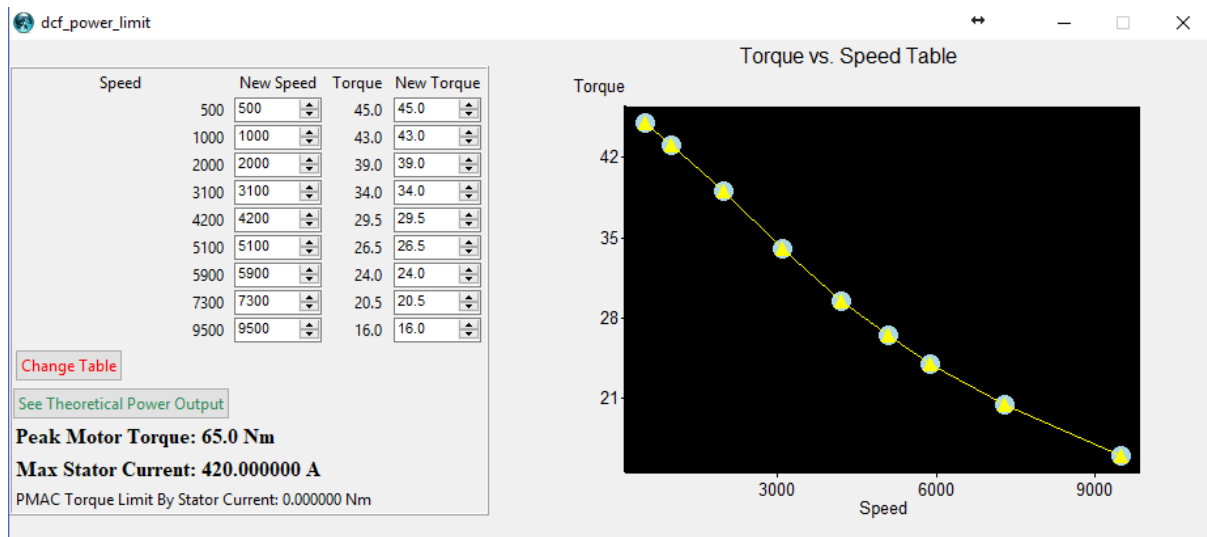 dcf_power_limit
Speed New Speed Torque New Torque
500 500 45.0 45.0
1000 1000 43.0 43.0
2000 2000 39.0 39.0
3100 3100 34.0 34.0
4200 4200 29.5 29.5
5100 5100 26.5 26.5
5900 5900 24.0 24.0
7300 7300 20.5 20.5
9500 9500 16.0 16.0
Change Table
See Theoretical Power Output
Peak Motor Torque: 65.0 Nm
Max Stator Current: 420.000000 A
PMAC Torque Limit By Stator Current: 0.000000 Nm
Torque vs. Speed Table
Torque
42
35
28
21
3000 6000 9000
Speed